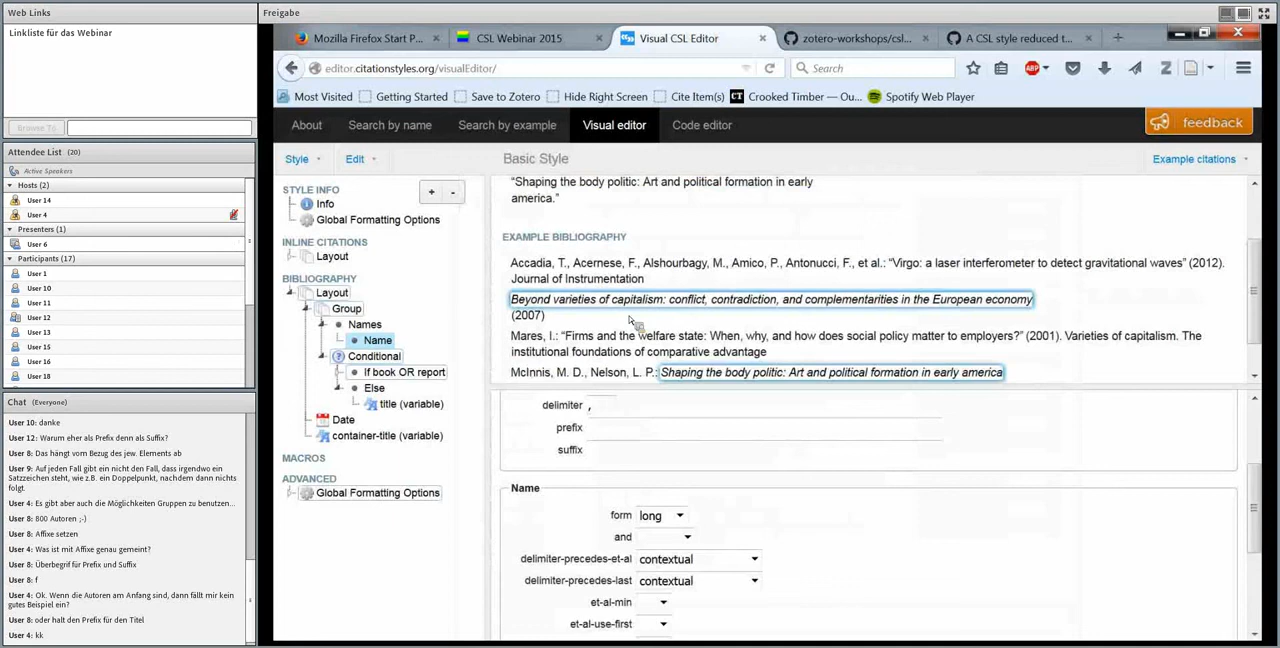 Web Links
Linkliste für das Webinar
Browse To
Attendee List (20)
Active Speakers
Hosts (2)
User 14
User 4
Presenters (1)
User 6
Participants (17)
User 1
User 10
User 11
User 12
User 13
User 15
User 16
User 18
Chat (Everyone)
User 10: danke
User 12: Warum eher als Prefix denn als Suffix?
User 8: Das hängt vom Bezug des jew. Elements ab
User 9: Auf jeden Fall gibt ein nicht den Fall, dass irgendwo ein
Satzzeichen steht, wie z.B. ein Doppelpunkt, nachdem dann nichts
folgt.
User 4: Es gibt aber auch die Möglichkeiten Gruppen zu benutzen...
User 8: 800 Autoren ;-)
User 8: Affixe setzen
User 4: Was ist mit Affixe genau gemeint?
User 8: Überbegriff für Prefix und Suffix
User 8: f
User 4: Ok. Wenn die Autoren am Anfang sind, dann fällt mir kein
gutes Beispiel ein?
User 8: oder halt den Prefix für den Titel
User 4: kk
Freigabe
Mozilla Firefox Start P...
CSL Webinar 2015
Visual CSL Editor
zotero-workshops/csl...
A CSL style reduced t...
editor.citationstyles.org/visualEditor/
Search
ABP
Most Visited
Getting Started
Save to Zotero
Hide Right Screen
Cite Item(s)
CT Crooked Timber — Ou...
Spotify Web Player
About
Search by name
Search by example
Visual editor
Code editor
feedback
Style
Edit
Basic Style
Example citations
STYLE INFO
+
-
Info
Global Formatting Options
INLINE CITATIONS
Layout
BIBLIOGRAPHY
Layout
Group
Names
Name
Conditional
If book OR report
Else
title (variable)
Date
container-title (variable)
MACROS
ADVANCED
Global Formatting Options
“Shaping the body politic: Art and political formation in early
america.”
EXAMPLE BIBLIOGRAPHY
Accadia, T., Acernese, F., Alshourbagy, M., Amico, P., Antonucci, F., et al.: “Virgo: a laser interferometer to detect gravitational waves” (2012).
Journal of Instrumentation
Beyond varieties of capitalism: conflict, contradiction, and complementarities in the European economy
(2007)
Mares, I.: “Firms and the welfare state: When, why, and how does social policy matter to employers?” (2001). Varieties of capitalism. The
institutional foundations of comparative advantage
McInnis, M. D., Nelson, L. P.: Shaping the body politic: Art and political formation in early america
delimiter ,
prefix
suffix
Name
form long
and
delimiter-precedes-et-al contextual
delimiter-precedes-last contextual
et-al-min
et-al-use-first